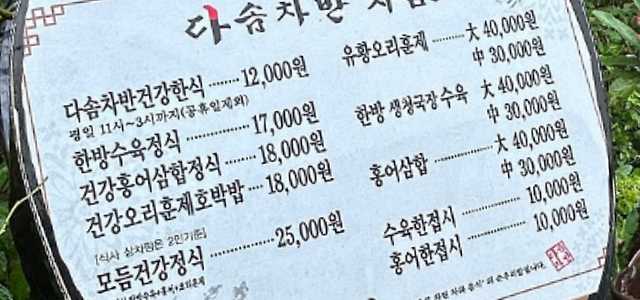 다솜차반
다솜차반건강한식 ········ 12,000원
평일 11시~3시까지(공휴일제외)
한방수육정식 ············ 17,000원
건강홍어삼합정식 ······ 18,000원
건강오리훈제호박밥 ···· 18,000원
[식사 상차림은 2인기준]
모듬건강정식 ············ 25,000원
유황오리훈제 ·········· 大 40,000원
中 30,000원
한방 생청국장 수육 大 40,000원
中 30,000원
홍어삼합 ················ 大 40,000원
中 30,000원
수육한접시 ·············· 10,000원
홍어한접시 ·············· 10,000원